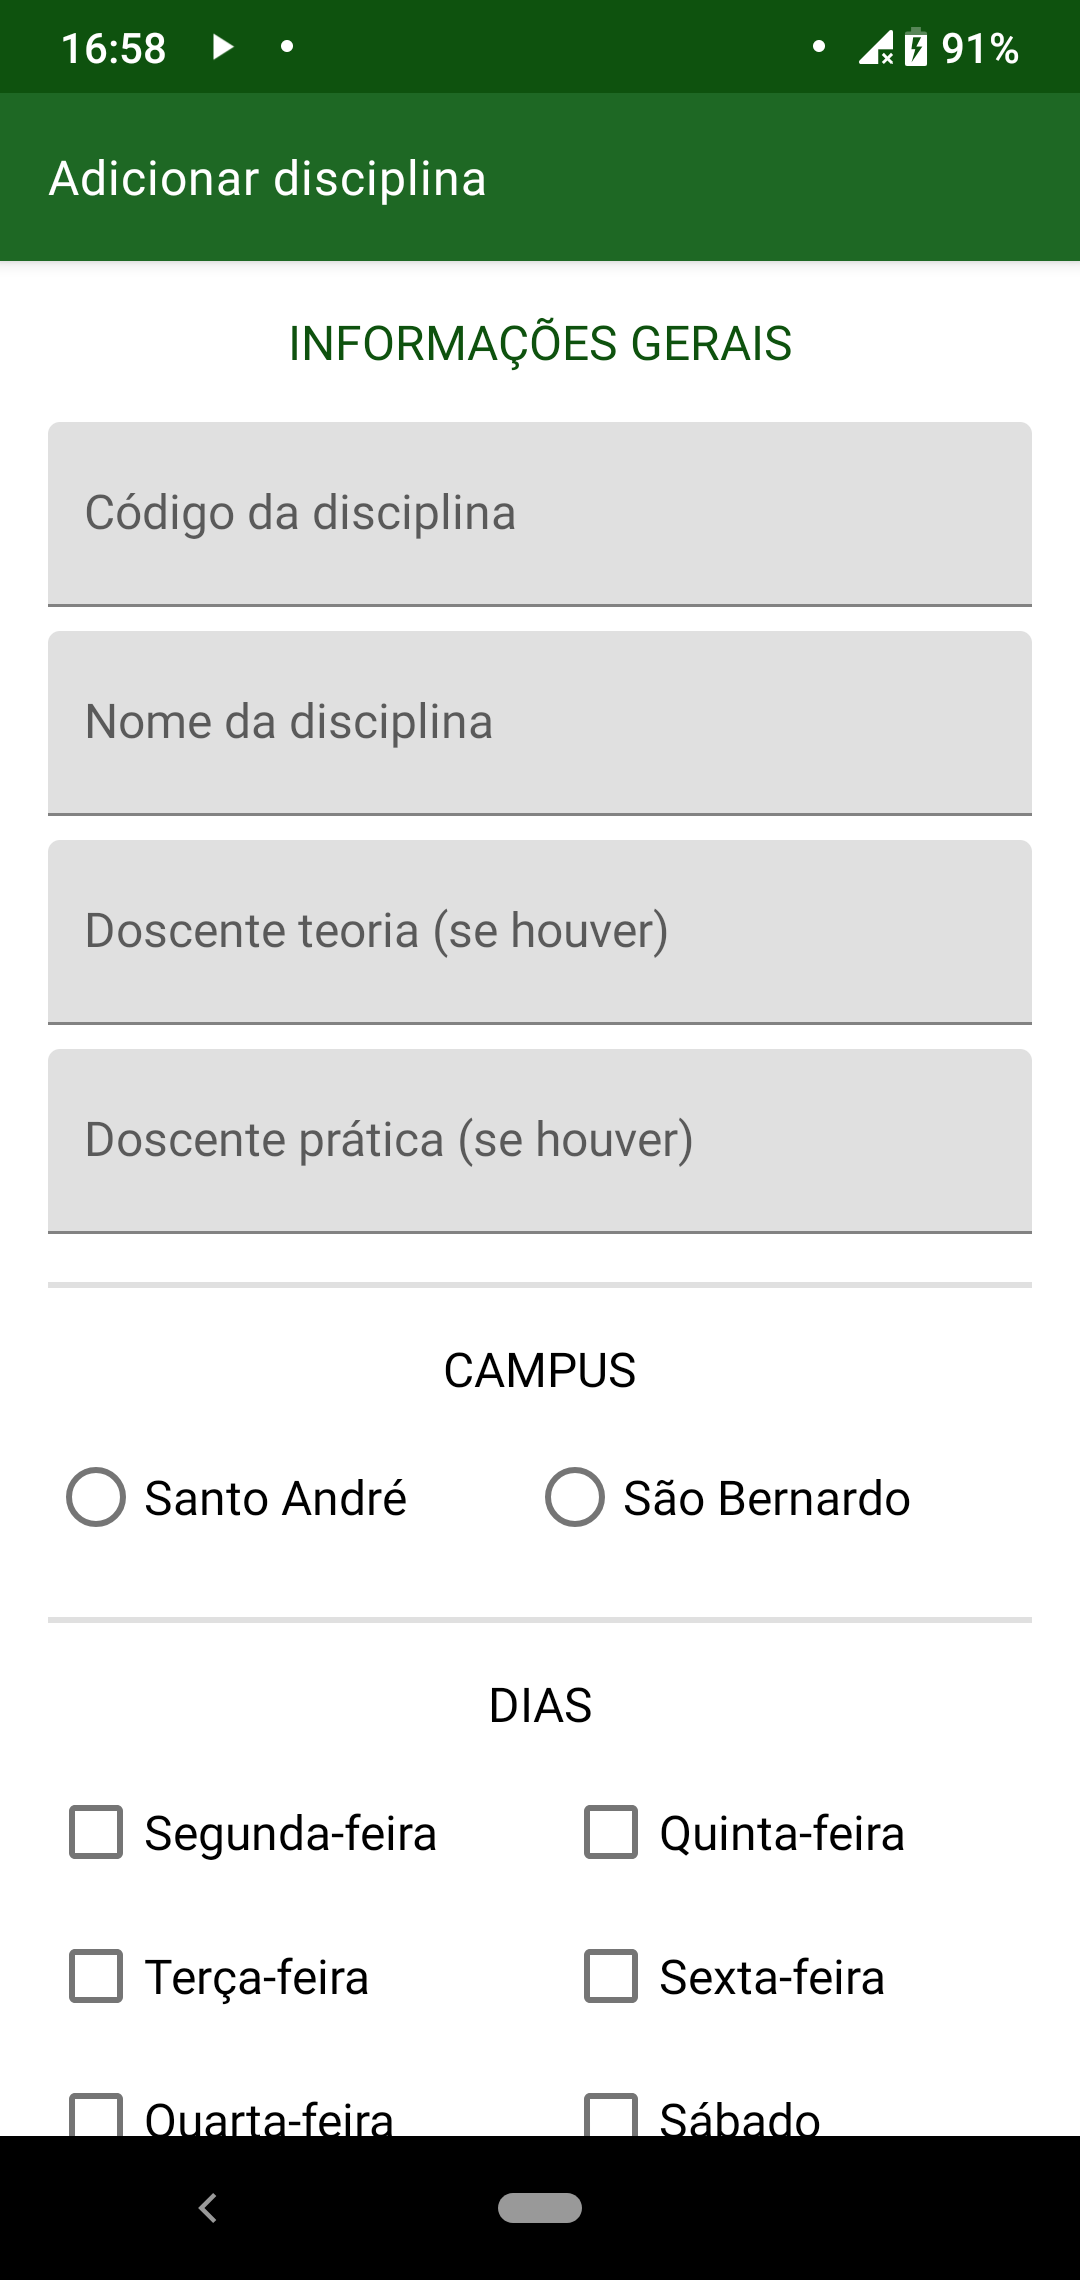 16:58
91%
Adicionar disciplina
INFORMAÇÕES GERAIS
Código da disciplina
Nome da disciplina
Doscente teoria (se houver)
Doscente prática (se houver)
CAMPUS
Santo André
São Bernardo
DIAS
Segunda-feira
Quinta-feira
Terça-feira
Sexta-feira
Quarta-feira
Sábado